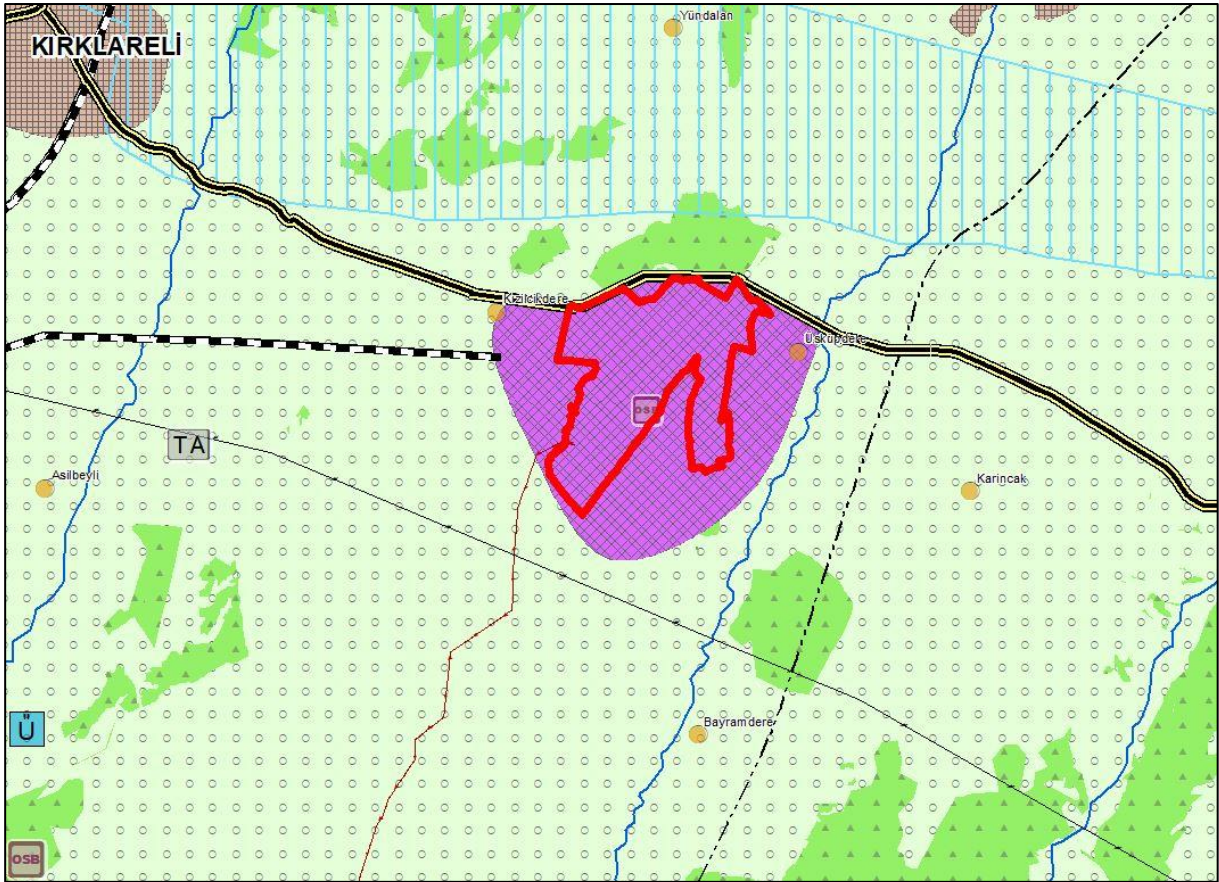 Yündalan
KIRKLARELİ
Kızılcıkdere
Üsküpdere
OSB
TA
Asilbeyli
Karıncak
Ü
Bayramdere
OSB